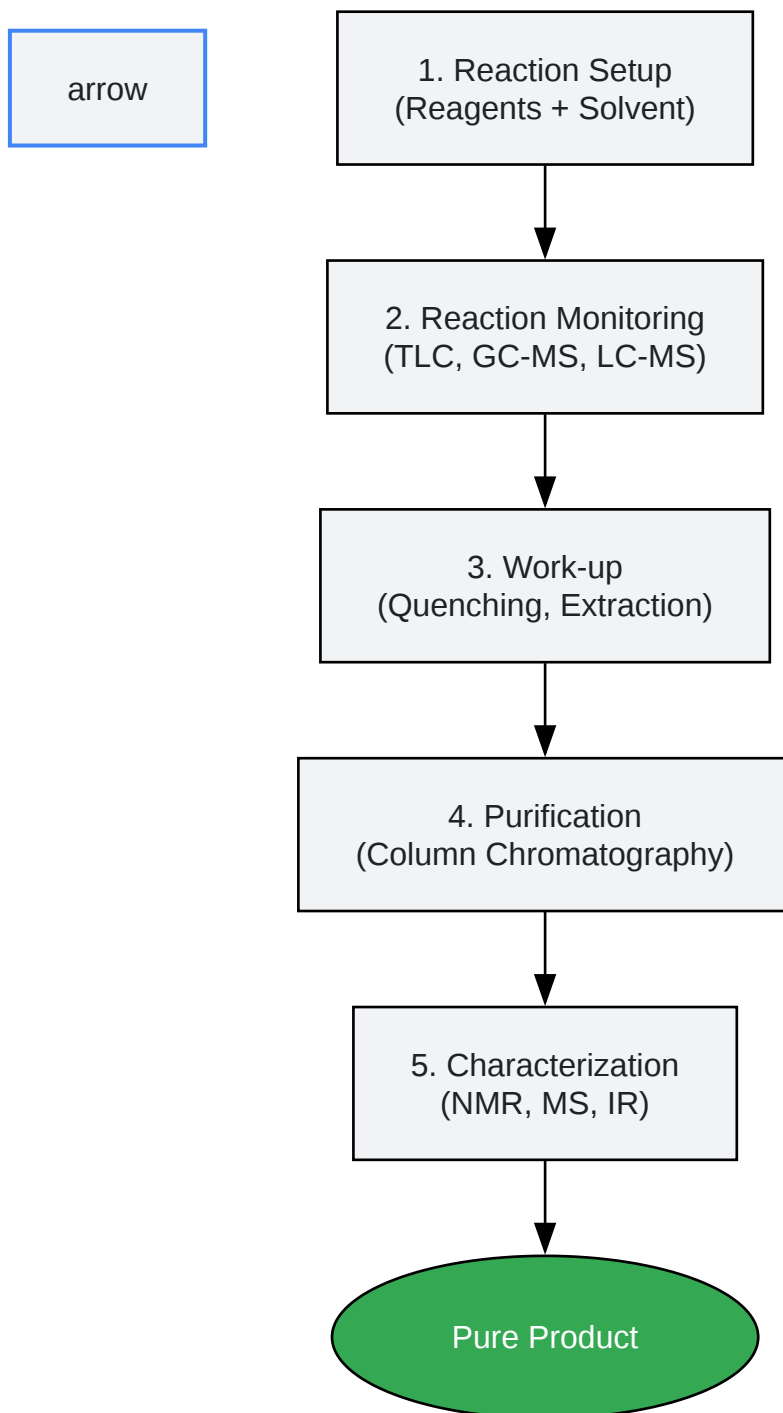 arrow
1. Reaction Setup
(Reagents + Solvent)
2. Reaction Monitoring
(TLC, GC-MS, LC-MS)
3. Work-up
(Quenching, Extraction)
4. Purification
(Column Chromatography)
5. Characterization
(NMR, MS, IR)
Pure Product